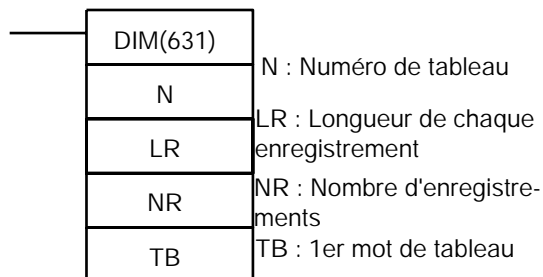 DIM(631)
N : Numéro de tableau
N
LR : Longueur de chaque
LR
enregistrement
NR : Nombre d'enregistre-
NR
ments
TB : 1er mot de tableau
TB